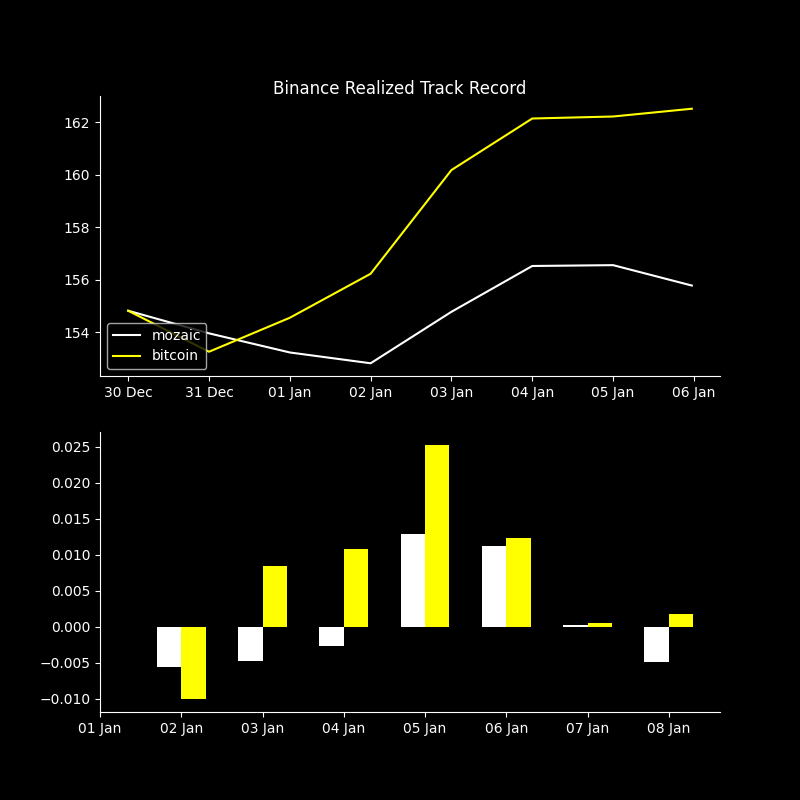 Binance Realized Track Record
162
160
158
156
154
mozaic
bitcoin
30 Dec 31 Dec 01 Jan 02 Jan 03 Jan 04 Jan 05 Jan 06 Jan
0.025
0.020
0.015
0.010
0.005
0.000
−0.005
−0.010
01 Jan 02 Jan 03 Jan 04 Jan 05 Jan 06 Jan 07 Jan 08 Jan